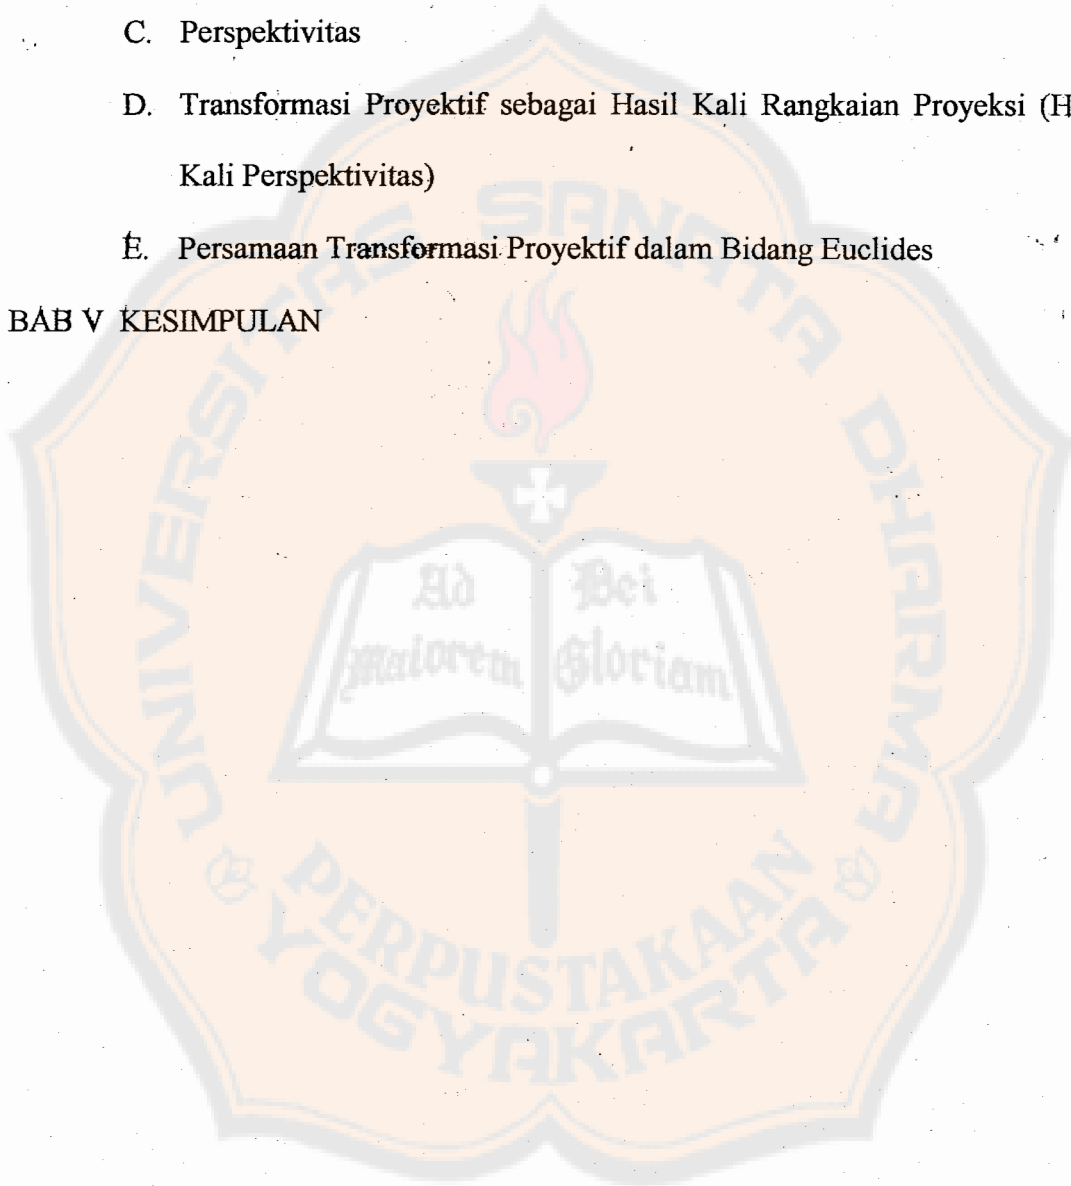 C. Perspektivitas
D. Transformasi Proyektif sebagai Hasil Kali Rangkaian Proyeksi (H
Kali Perspektivitas)
E. Persamaan Transformasi Proyektif dalam Bidang Euclides
BAB V KESIMPULAN
UNIVERSITAS SANATA DHARMA
Ad Dei
maiorem Gloriam
PERPUSTAKAAN
YOGYAKARTA